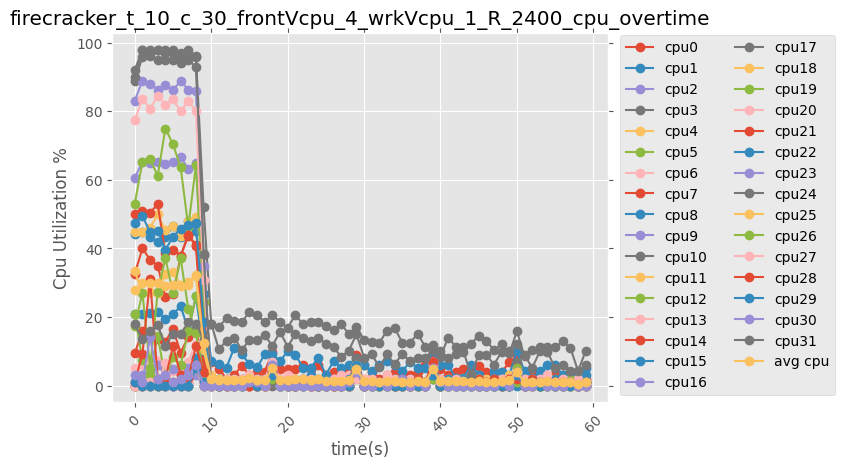 firecracker_t_10_c_30_frontVcpu_4_wrkVcpu_1_R_2400_cpu_overtime
100
80
60
40
20
0
Cpu Utilization %
0
10
20
30
40
50
60
time(s)
cpu0
cpu1
cpu2
cpu3
cpu4
cpu5
cpu6
cpu7
cpu8
cpu9
cpu10
cpu11
cpu12
cpu13
cpu14
cpu15
cpu16
cpu17
cpu18
cpu19
cpu20
cpu21
cpu22
cpu23
cpu24
cpu25
cpu26
cpu27
cpu28
cpu29
cpu30
cpu31
avg cpu